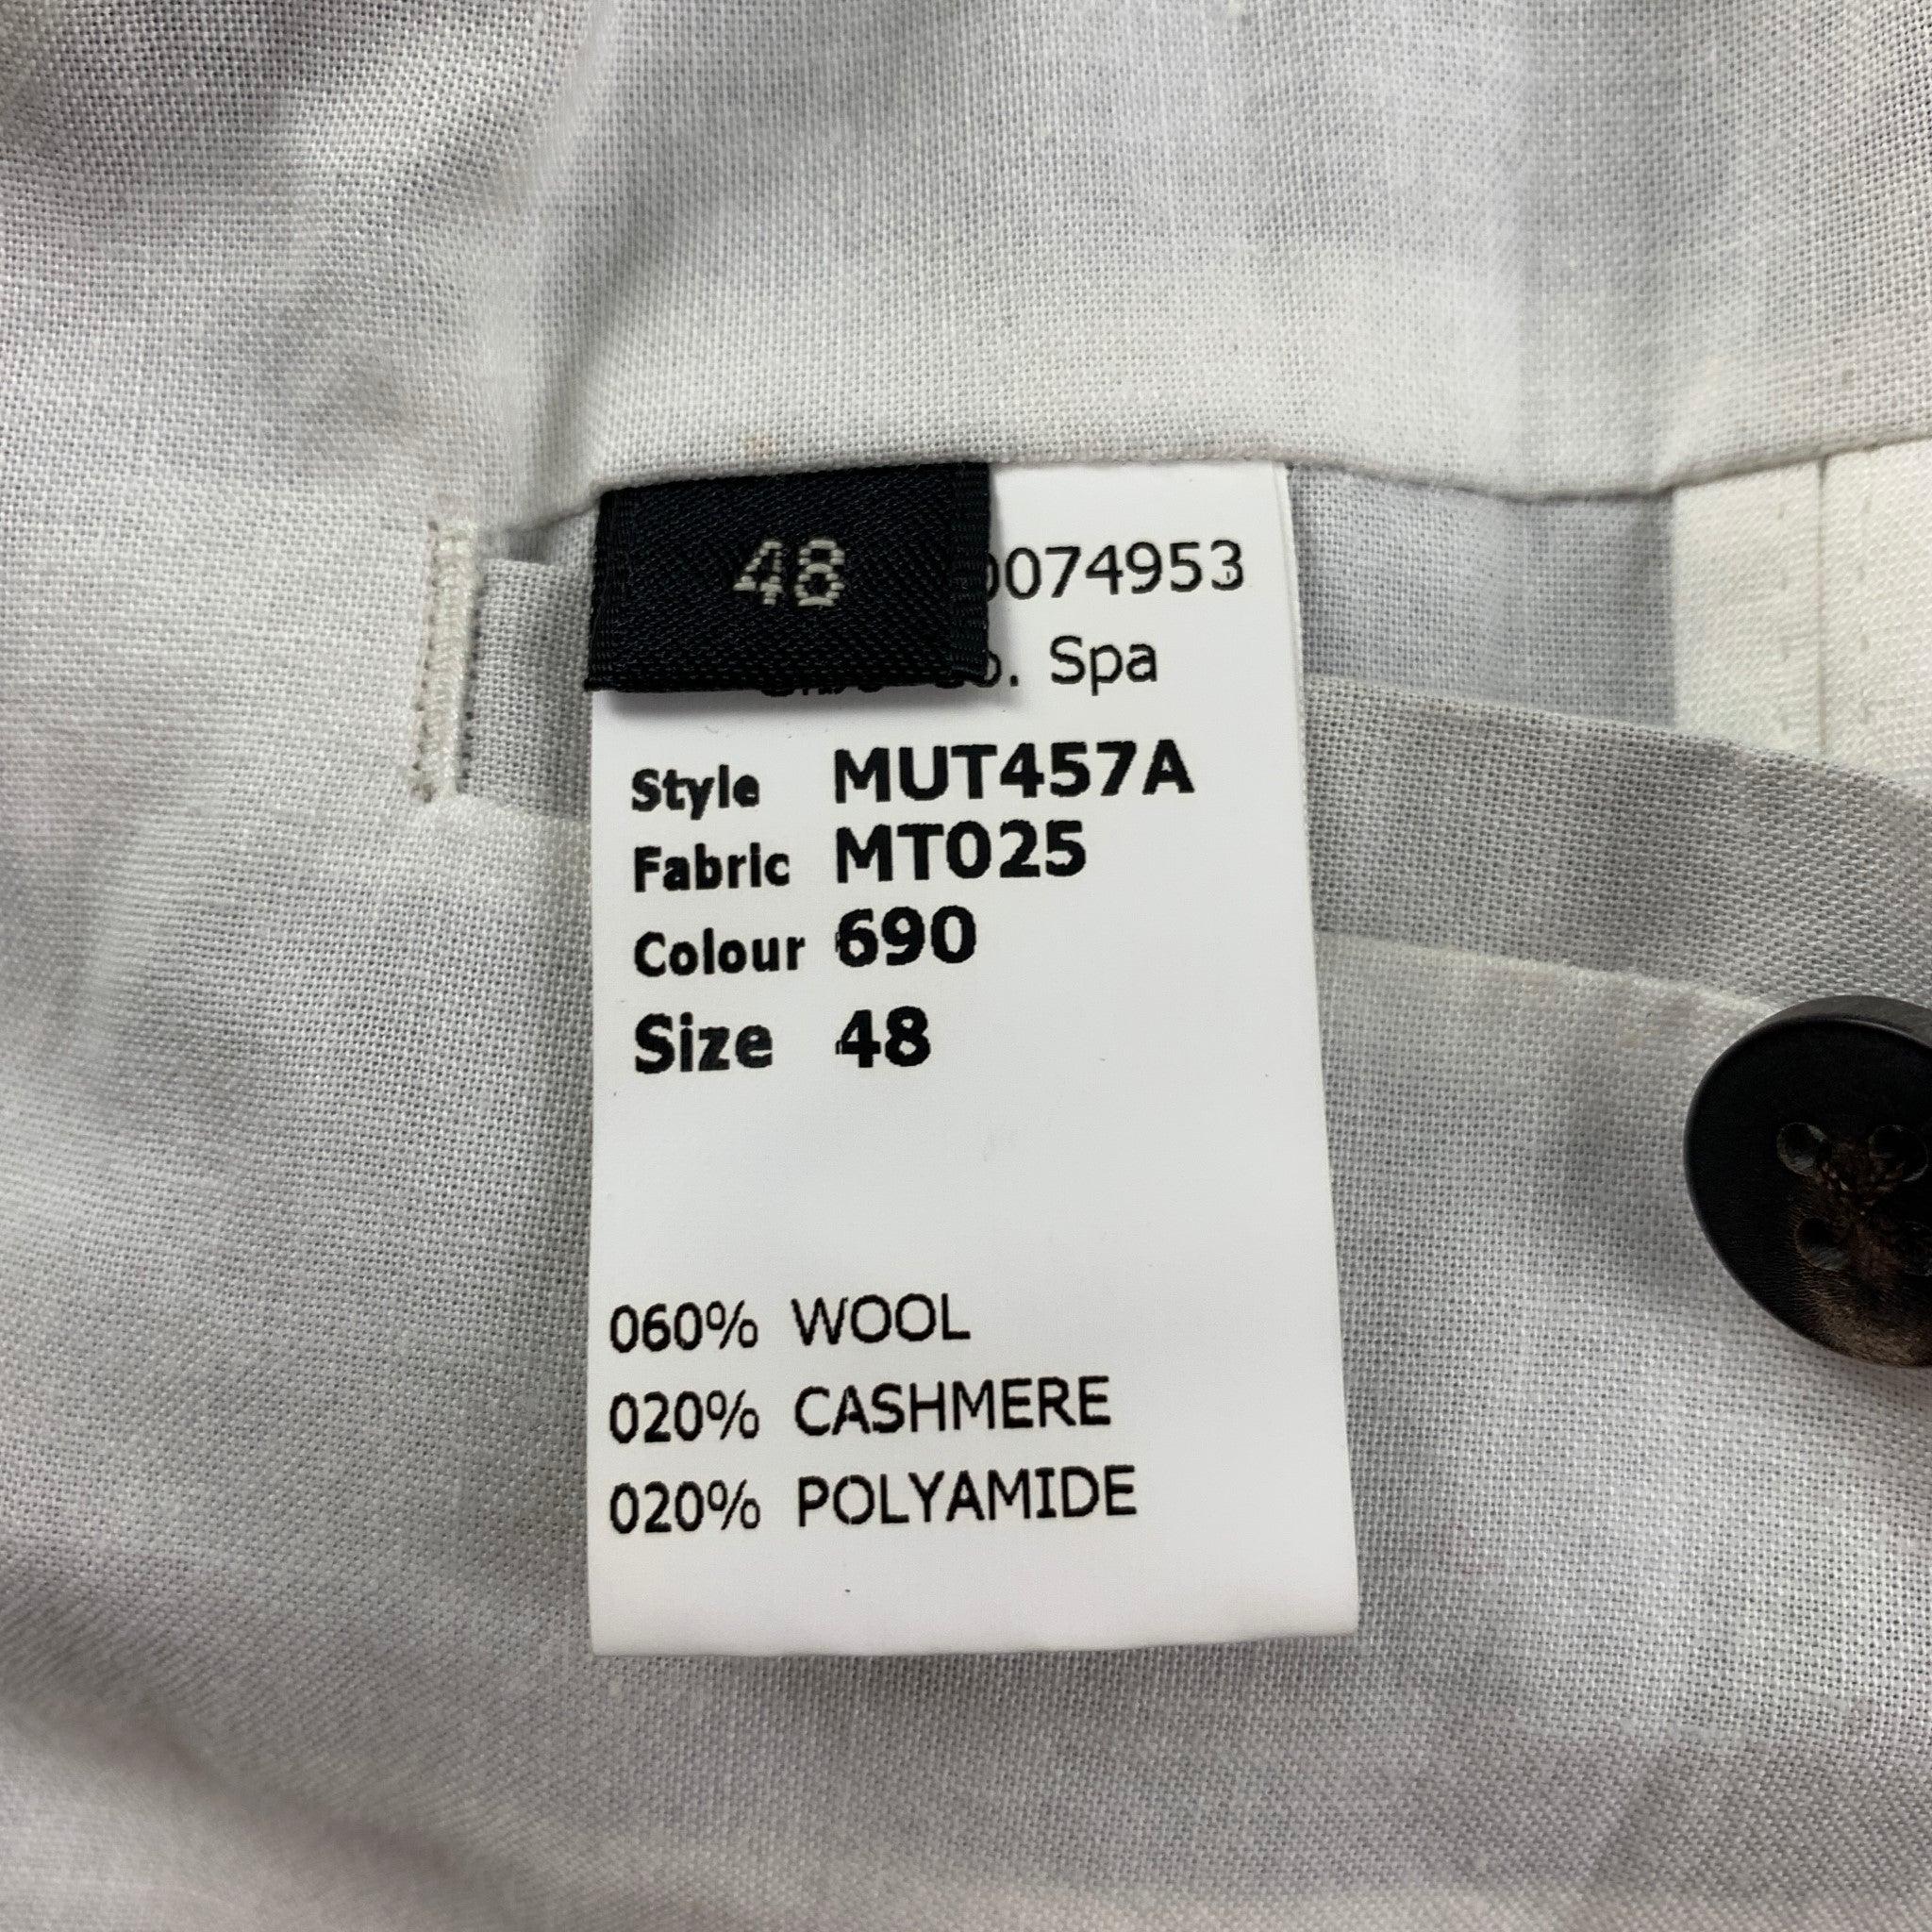 48
0074953
Spa
Style MUT457A
Fabric MT025
Colour 690
Size 48
060% WOOL
020% CASHMERE
020% POLYAMIDE